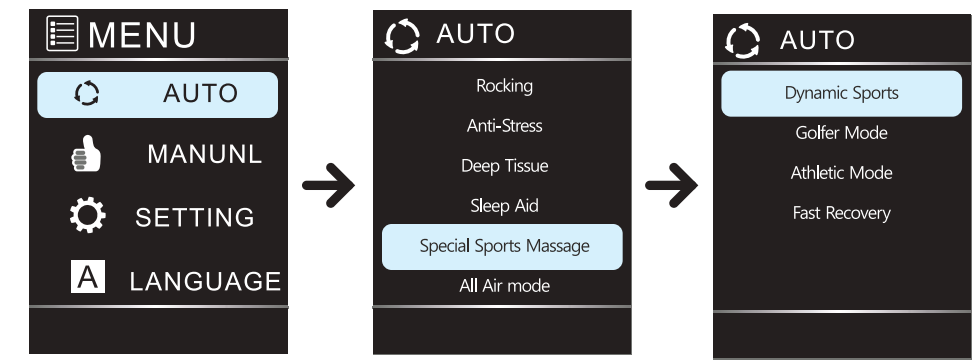 MENU
AUTO
MANUNL
SETTING
A LANGUAGE
AUTO
Rocking
Anti-Stress
Deep Tissue
Sleep Aid
Special Sports Massage
All Air mode
AUTO
Dynamic Sports
Golfer Mode
Athletic Mode
Fast Recovery